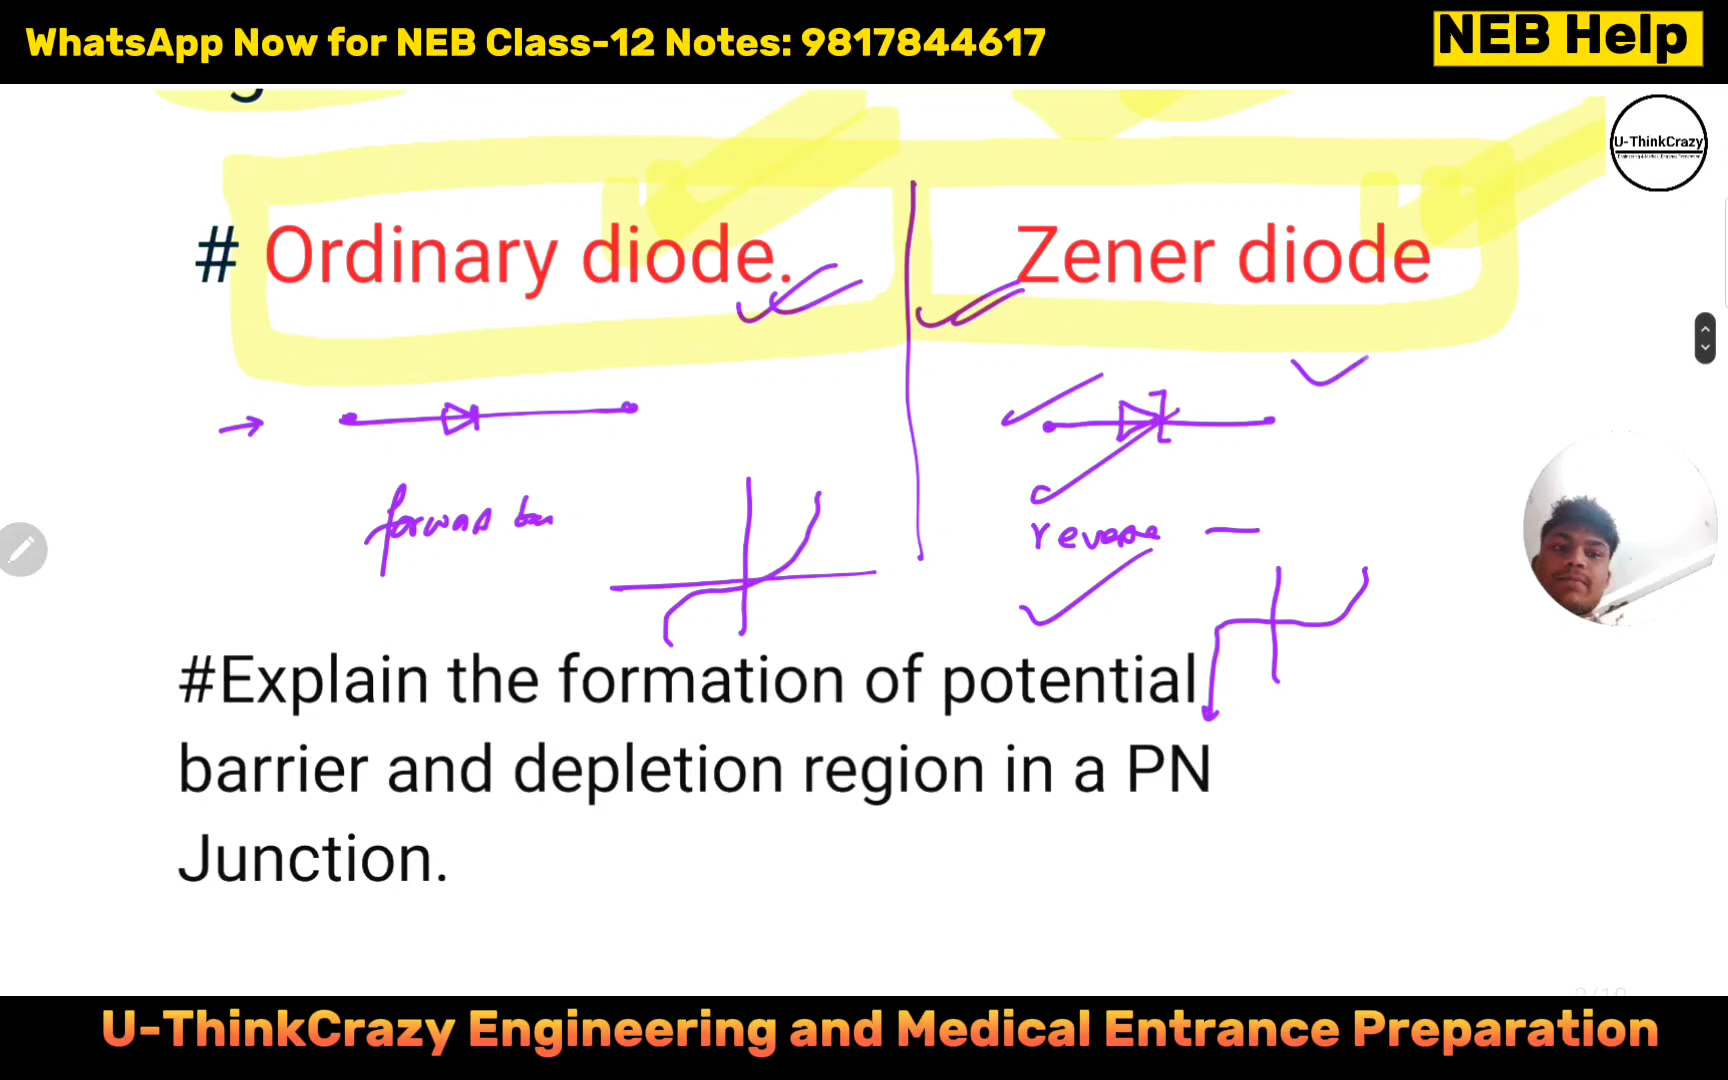 WhatsApp Now for NEB Class-12 Notes: 9817844617
NEB Help
U-ThinkCrazy
# Ordinary diode.
Zener diode
forward
reverse
#Explain the formation of potential
barrier and depletion region in a PN
Junction.
U-ThinkCrazy Engineering and Medical Entrance Preparation